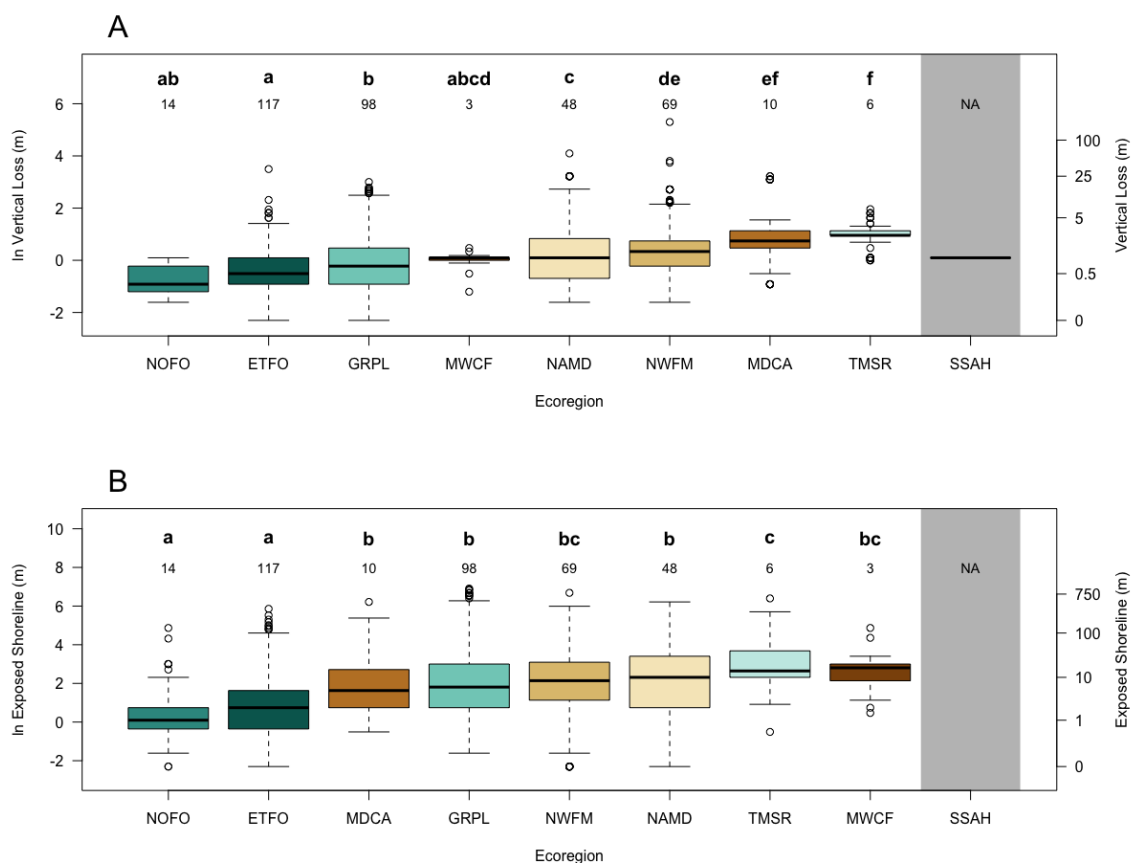 A
ab a b abcd c de ef f
14 117 98 3 48 69 10 6 NA
6
4
2
0
-2
ln Vertical Loss (m)
100
25
5
0.5
0
Vertical Loss (m)
NOFO ETFO GRPL MWCF NAMD NWFM MDCA TMSR SSAH
Ecoregion
B
a a b b bc b c bc
14 117 10 98 69 48 6 3 NA
10
8
6
4
2
0
-2
ln Exposed Shoreline (m)
750
100
10
1
0
Exposed Shoreline (m)
NOFO ETFO MDCA GRPL NWFM NAMD TMSR MWCF SSAH
Ecoregion